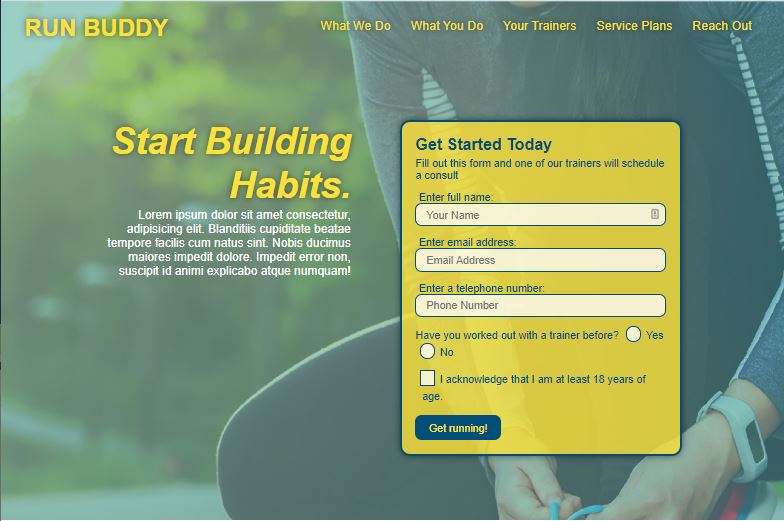 RUN BUDDY
What We Do
What You Do
Your Trainers
Service Plans
Reach Out
Start Building
Habits.
Lorem ipsum dolor sit amet consectetur,
adipisicing elit. Blanditiis cupiditate beatae
tempore facilis cum natus sint. Nobis ducimus
maiores impedit dolore. Impedit error non,
suscipit id animi explicabo atque numquam!
Get Started Today
Fill out this form and one of our trainers will schedule
a consult
Enter full name:
Your Name
Enter email address:
Email Address
Enter a telephone number:
Phone Number
Have you worked out with a trainer before? Yes
No
I acknowledge that I am at least 18 years of
age.
Get running!